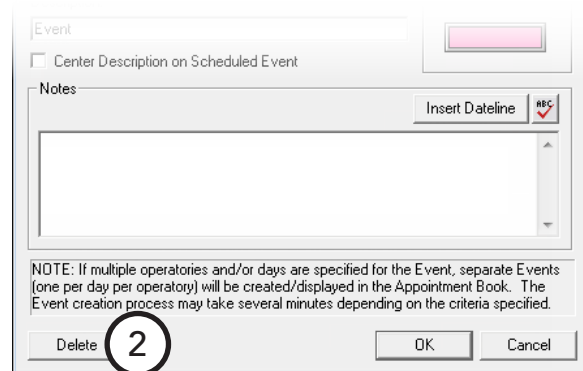 Event
Center Description on Scheduled Event
Notes
Insert Dateline
ABC
NOTE: If multiple operatories and/or days are specified for the Event, separate Events
(one per day per operatory) will be created/displayed in the Appointment Book. The
Event creation process may take several minutes depending on the criteria specified.
Delete 2 OK Cancel